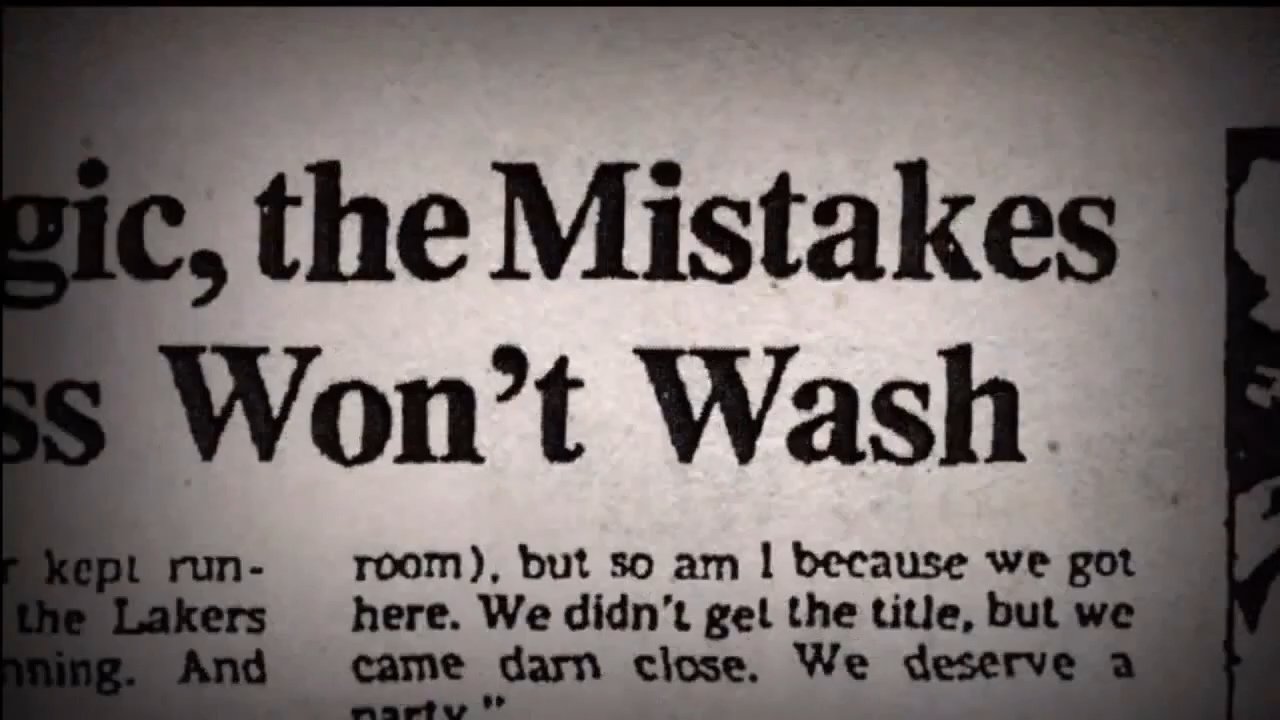 gic, the Mistakes
ss Won't Wash
r kept run-
the Lakers
nning. And
room), but so am I because we got
here. We didn't get the title, but we
came darn close. We deserve a
party."